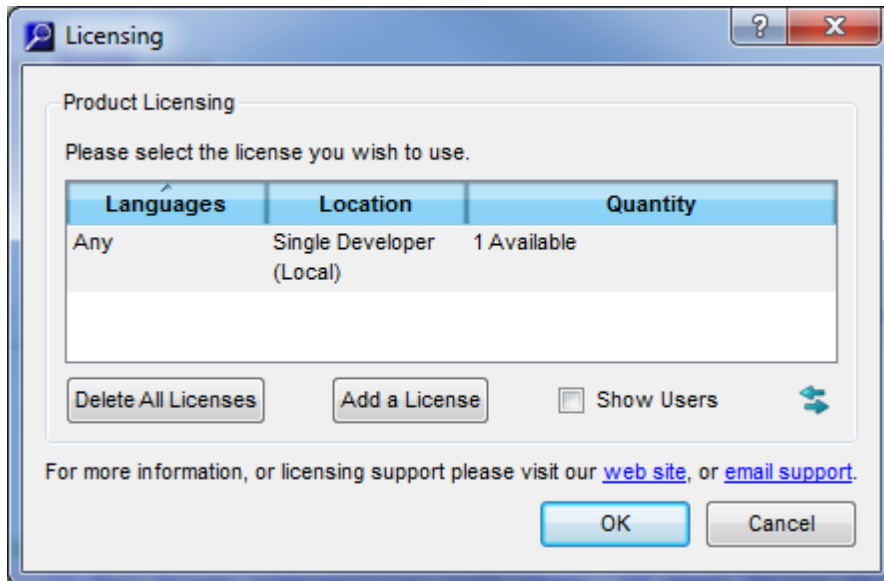 Licensing
Product Licensing
Please select the license you wish to use.
Languages Location Quantity
Any Single Developer 1 Available
(Local)
Delete All Licenses Add a License Show Users
For more information, or licensing support please visit our web site, or email support.
OK Cancel